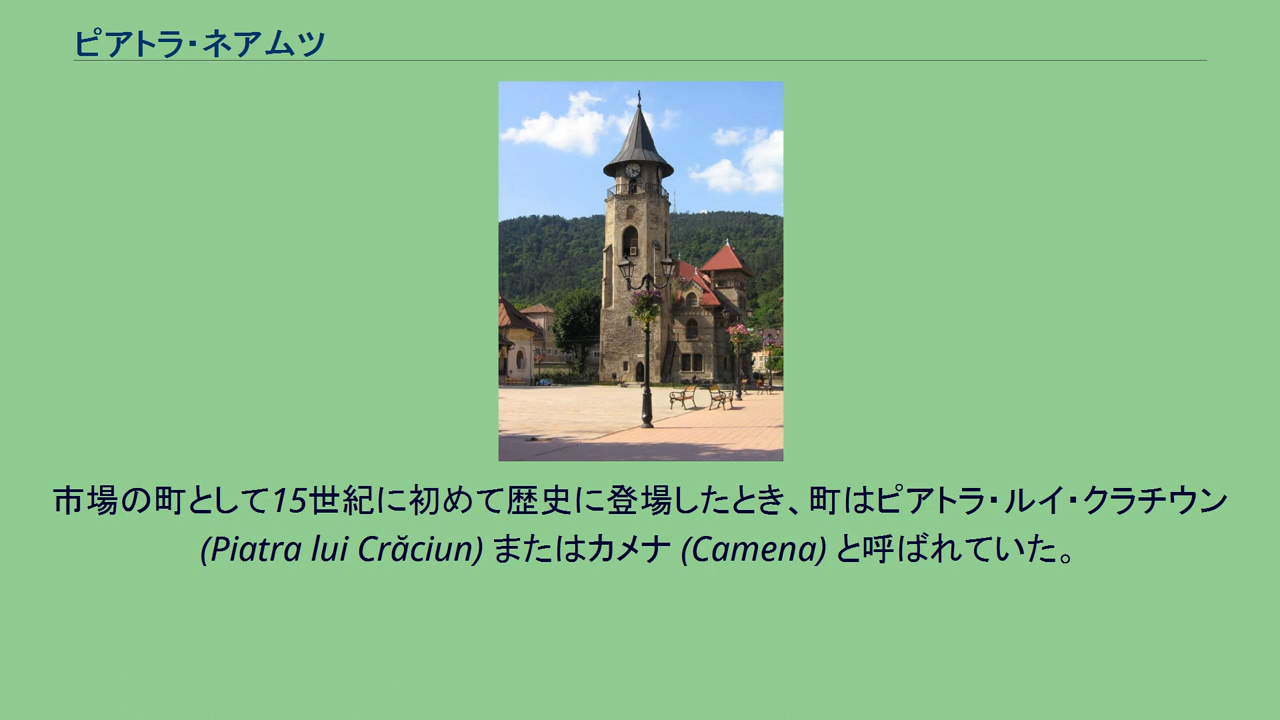 ピアトラ・ネアムツ
市場の町として15世紀に初めて歴史に登場したとき、町はピアトラ・ルイ・クラチウン
(Piatra lui Crăciun) またはカメナ (Camena) と呼ばれていた。